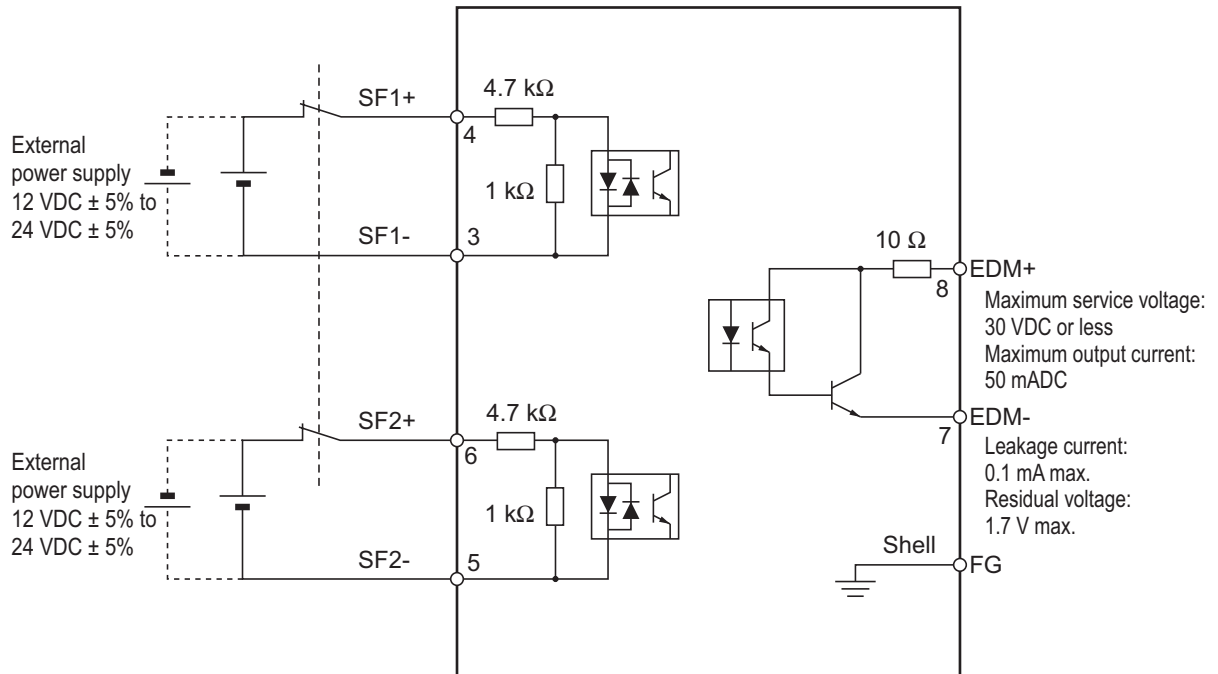 External
power supply
12 VDC ± 5% to
24 VDC ± 5%
SF1+
4
4.7 kΩ
1 kΩ
SF1-
3
External
power supply
12 VDC ± 5% to
24 VDC ± 5%
SF2+
6
4.7 kΩ
1 kΩ
SF2-
5
10 Ω
EDM+
8
Maximum service voltage:
30 VDC or less
Maximum output current:
50 mADC
EDM-
7
Leakage current:
0.1 mA max.
Residual voltage:
1.7 V max.
Shell
FG